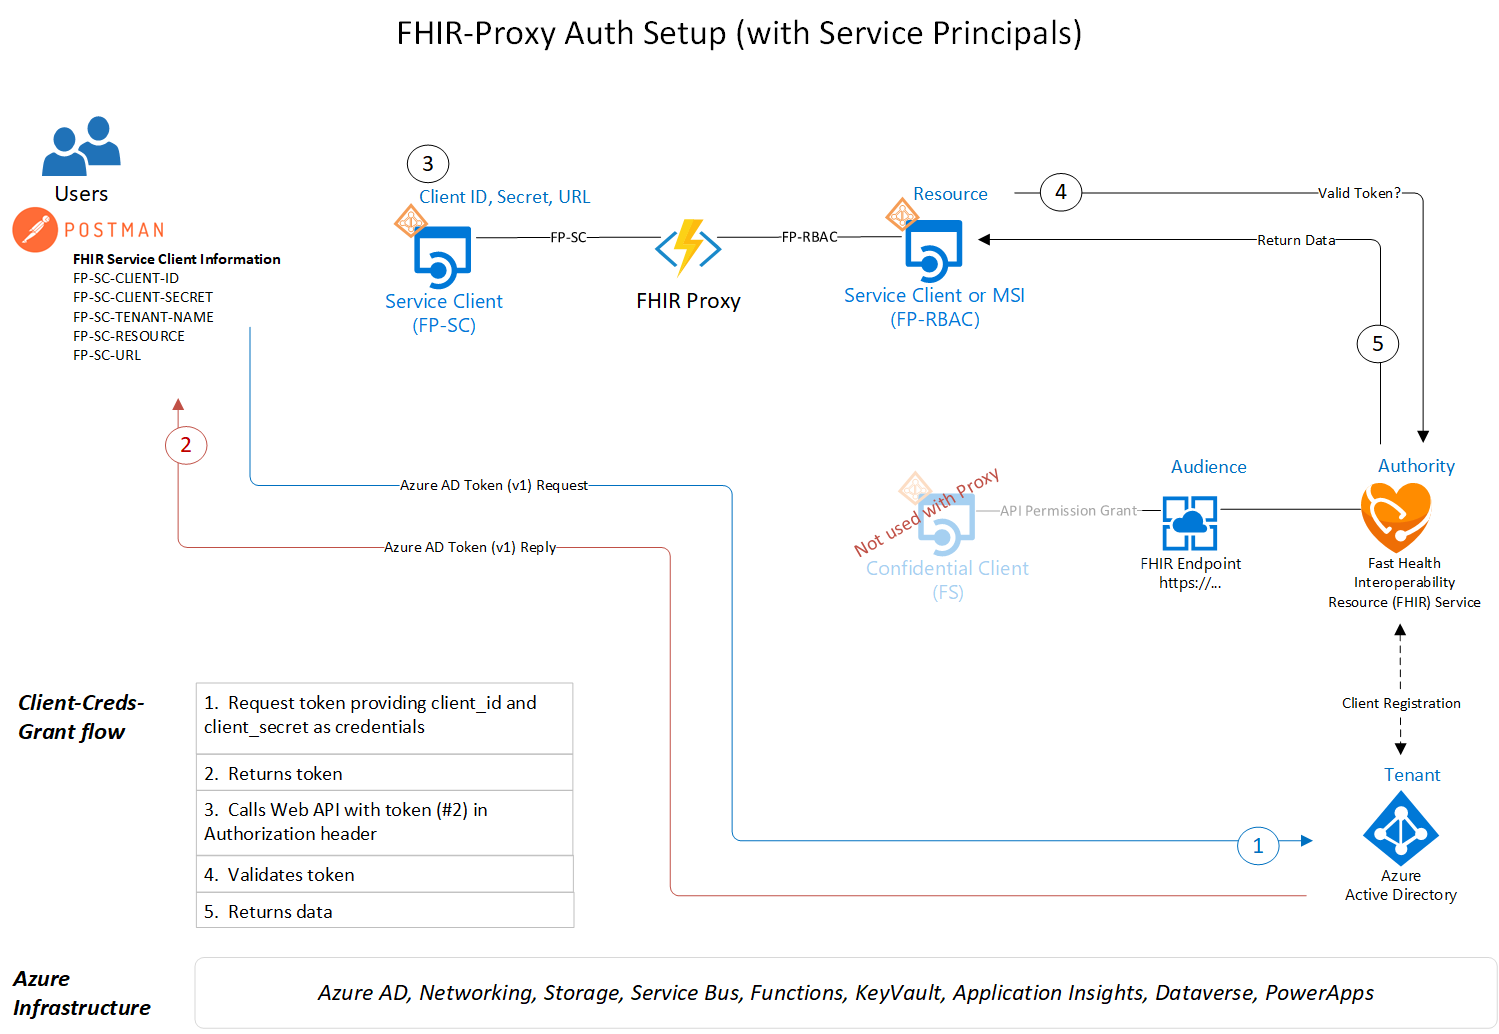 FHIR-Proxy Auth Setup (with Service Principals)
Users
POSTMAN
FHIR Service Client Information
FP-SC-CLIENT-ID
FP-SC-CLIENT-SECRET
FP-SC-TENANT-NAME
FP-SC-RESOURCE
FP-SC-URL
3
Client ID, Secret, URL
FP-SC
Service Client
(FP-SC)
FHIR Proxy
FP-RBAC
Resource
Service Client or MSI
(FP-RBAC)
4
Valid Token?
Return Data
5
2
Azure AD Token (v1) Request
Azure AD Token (v1) Reply
Not used with Proxy
API Permission Grant
Confidential Client
(FS)
Audience
FHIR Endpoint
https://...
Authority
Fast Health
Interoperability
Resource (FHIR) Service
Client Registration
Tenant
1
Azure
Active Directory
Client-Creds-
Grant flow
1. Request token providing client_id and
client_secret as credentials
2. Returns token
3. Calls Web API with token (#2) in
Authorization header
4. Validates token
5. Returns data
Azure
Infrastructure
Azure AD, Networking, Storage, Service Bus, Functions, KeyVault, Application Insights, Dataverse, PowerApps